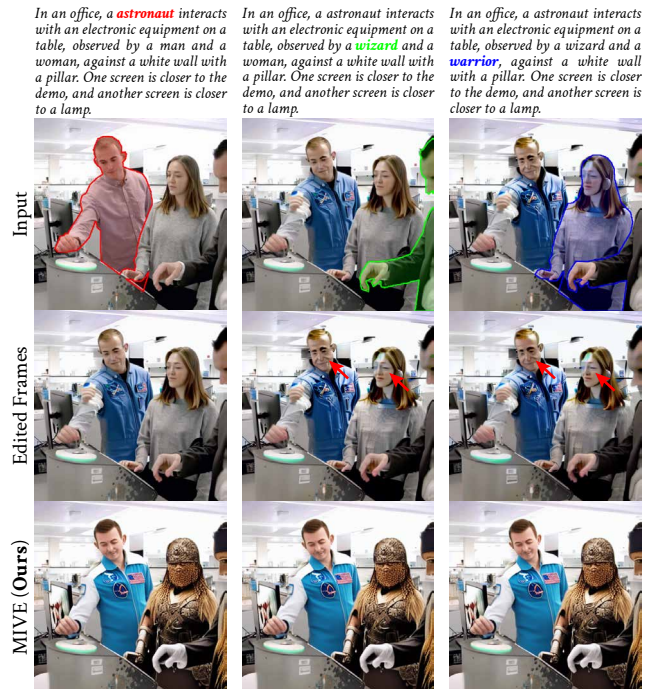 In an office, a astronaut interacts
with an electronic equipment on a
table, observed by a man and a
woman, against a white wall with
a pillar. One screen is closer to the
demo, and another screen is closer
to a lamp.
In an office, a astronaut interacts
with an electronic equipment on a
table, observed by a wizard and a
woman, against a white wall with
a pillar. One screen is closer to the
demo, and another screen is closer
to a lamp.
In an office, a astronaut interacts
with an electronic equipment on a
table, observed by a wizard and a
warrior, against a white wall
with a pillar. One screen is closer
to the demo, and another screen is
closer to a lamp.
Input
Edited Frames
MIVE (Ours)